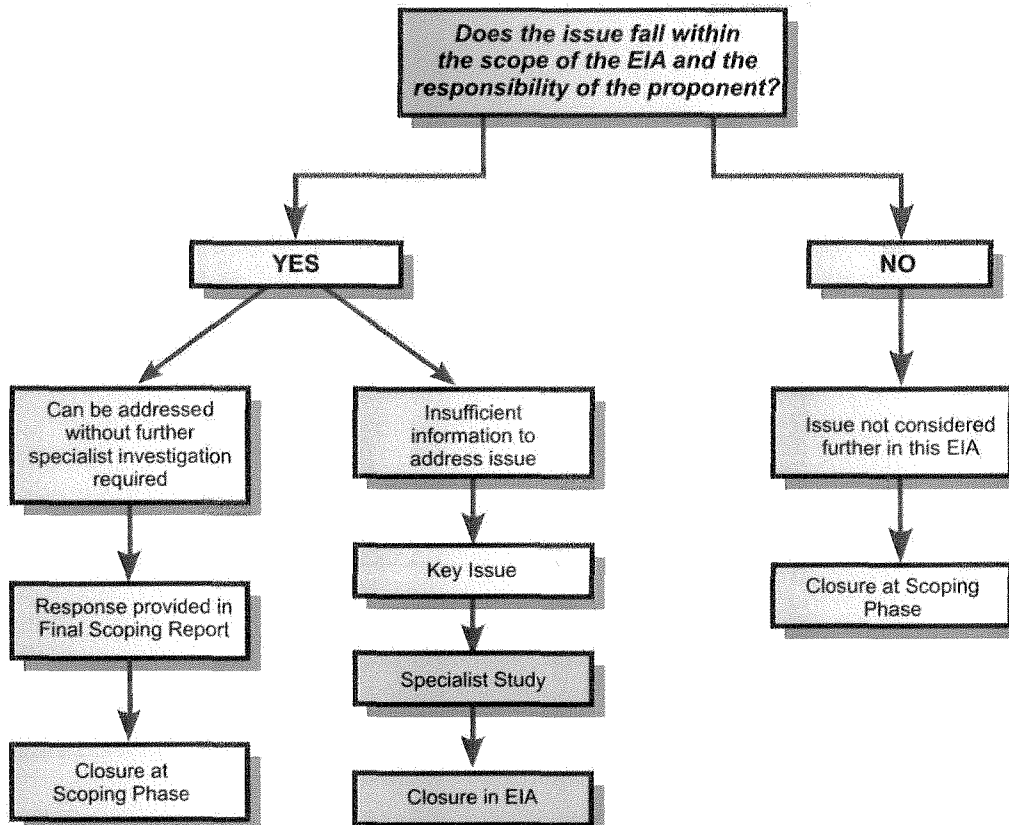 Does the issue fall within
the scope of the EIA and the
responsibility of the proponent?
YES
NO
Can be addressed
without further
specialist investigation
required
Insufficient
information to
address issue
Issue not considered
further in this EIA
Response provided in
Final Scoping Report
Key Issue
Closure at Scoping
Phase
Specialist Study
Closure at
Scoping Phase
Closure in EIA